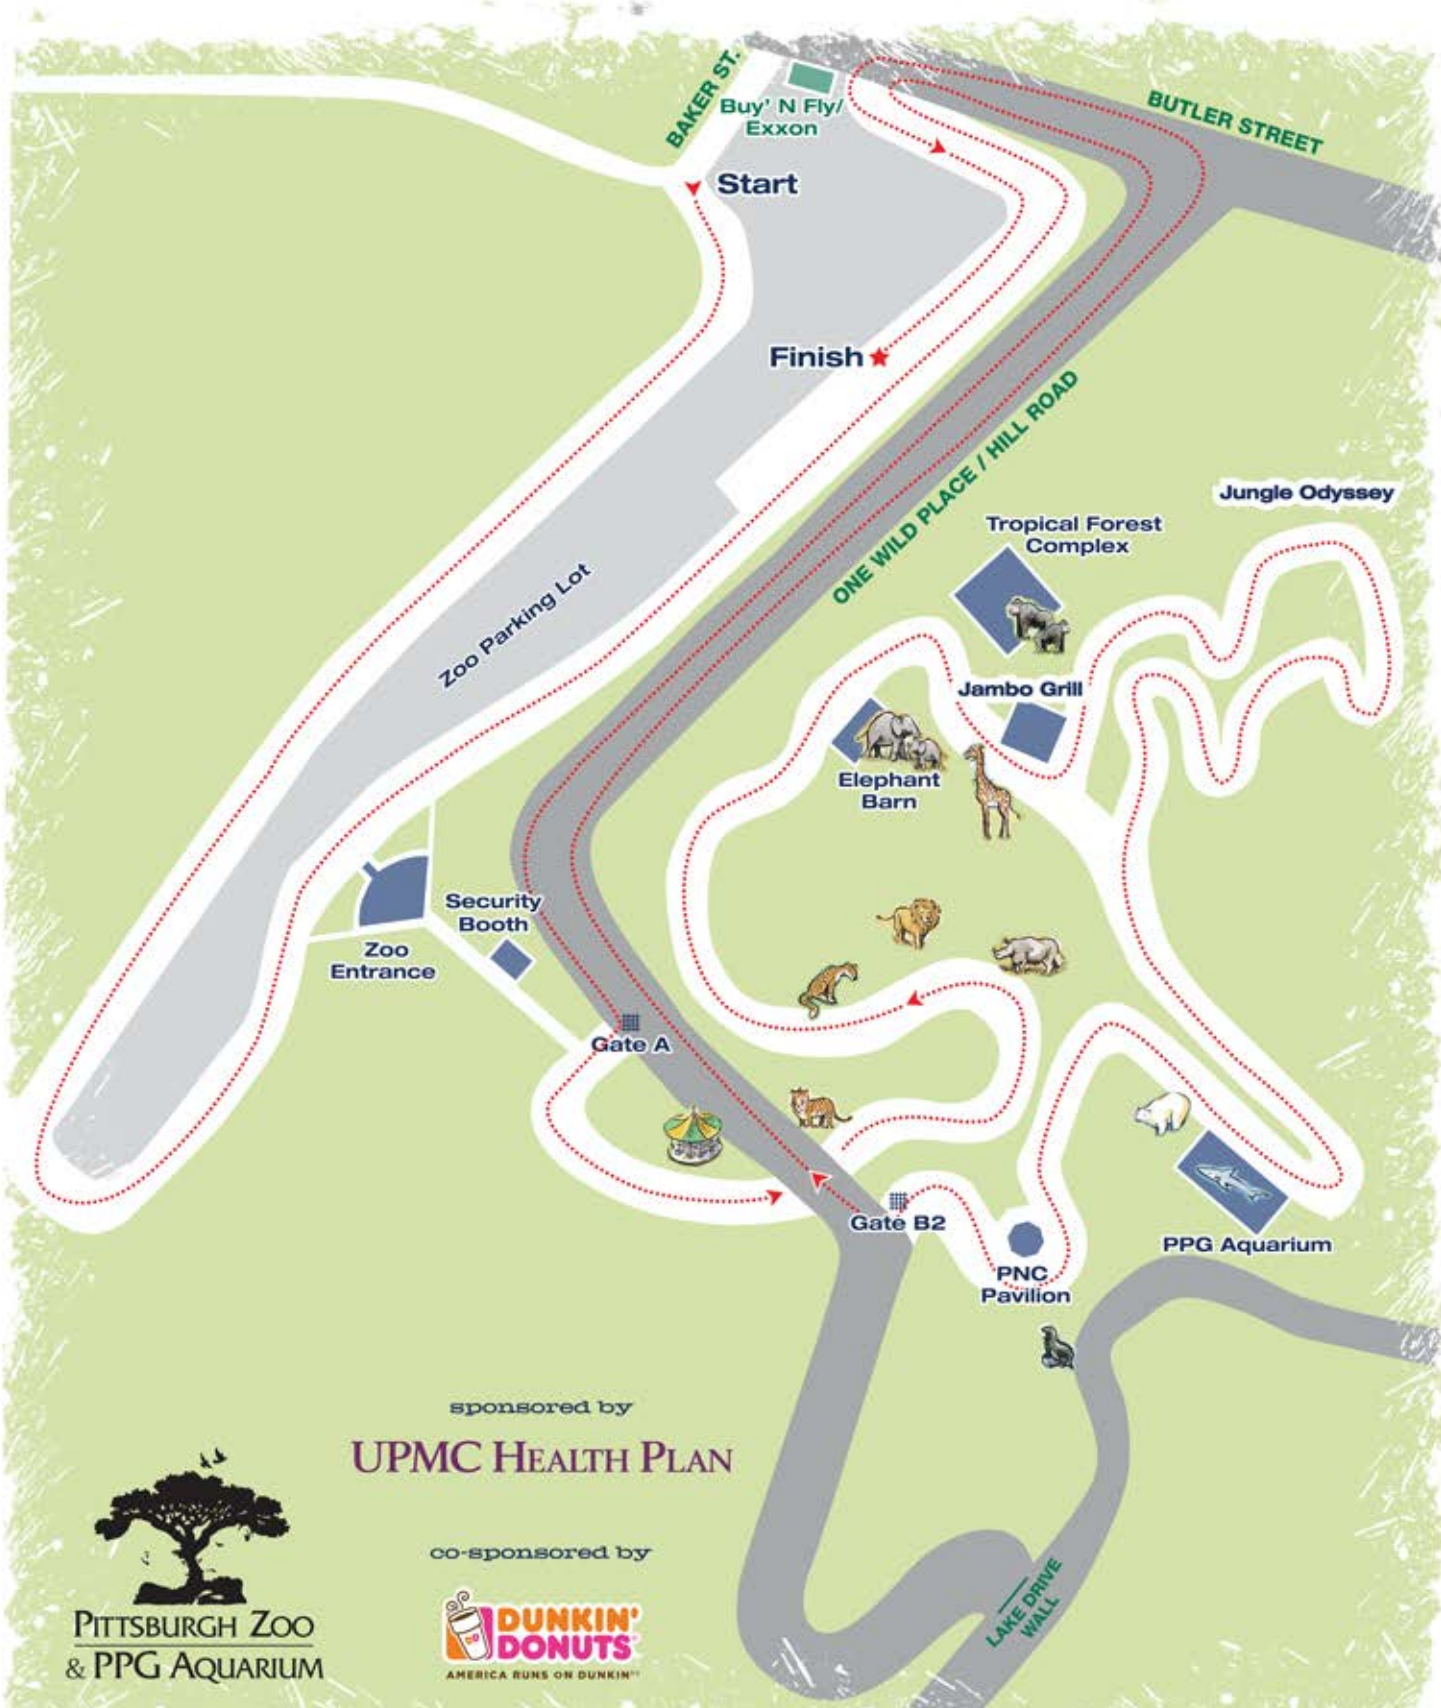 BAKER ST.
Buy' N Fly/
Exxon
BUTLER STREET
Start
Finish
ONE WILD PLACE / HILL ROAD
Jungle Odyssey
Tropical Forest
Complex
Zoo Parking Lot
Jambo Grill
Elephant
Barn
Security
Booth
Zoo
Entrance
Gate A
Gate B2
PPG Aquarium
PNC
Pavilion
sponsored by
UPMC HEALTH PLAN
co-sponsored by
DUNKIN'
DONUTS
AMERICA RUNS ON DUNKIN'
DD
LAKE DRIVE
WALL
PITTSBURGH ZOO
& PPG AQUARIUM